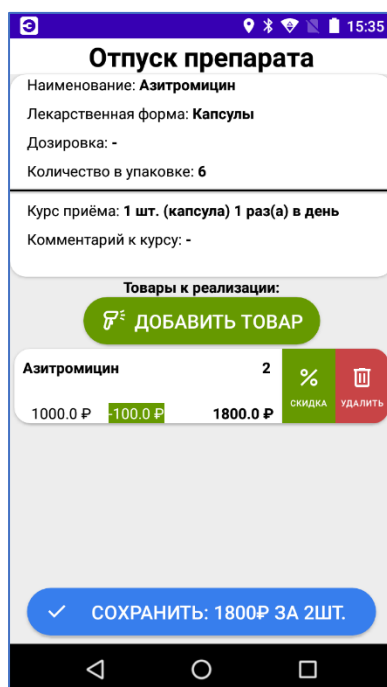 Э 15:35
Отпуск препарата
Наименование: Азитромицин
Лекарственная форма: Капсулы
Дозировка: -
Количество в упаковке: 6
Курс приёма: 1 шт. (капсула) 1 раз(а) в день
Комментарий к курсу: -
Товары к реализации:
ДОБАВИТЬ ТОВАР
Азитромицин 2
1000.0 ₽ -100.0 ₽ 1800.0 ₽
% СКИДКА
УДАЛИТЬ
СОХРАНИТЬ: 1800₽ ЗА 2ШТ.